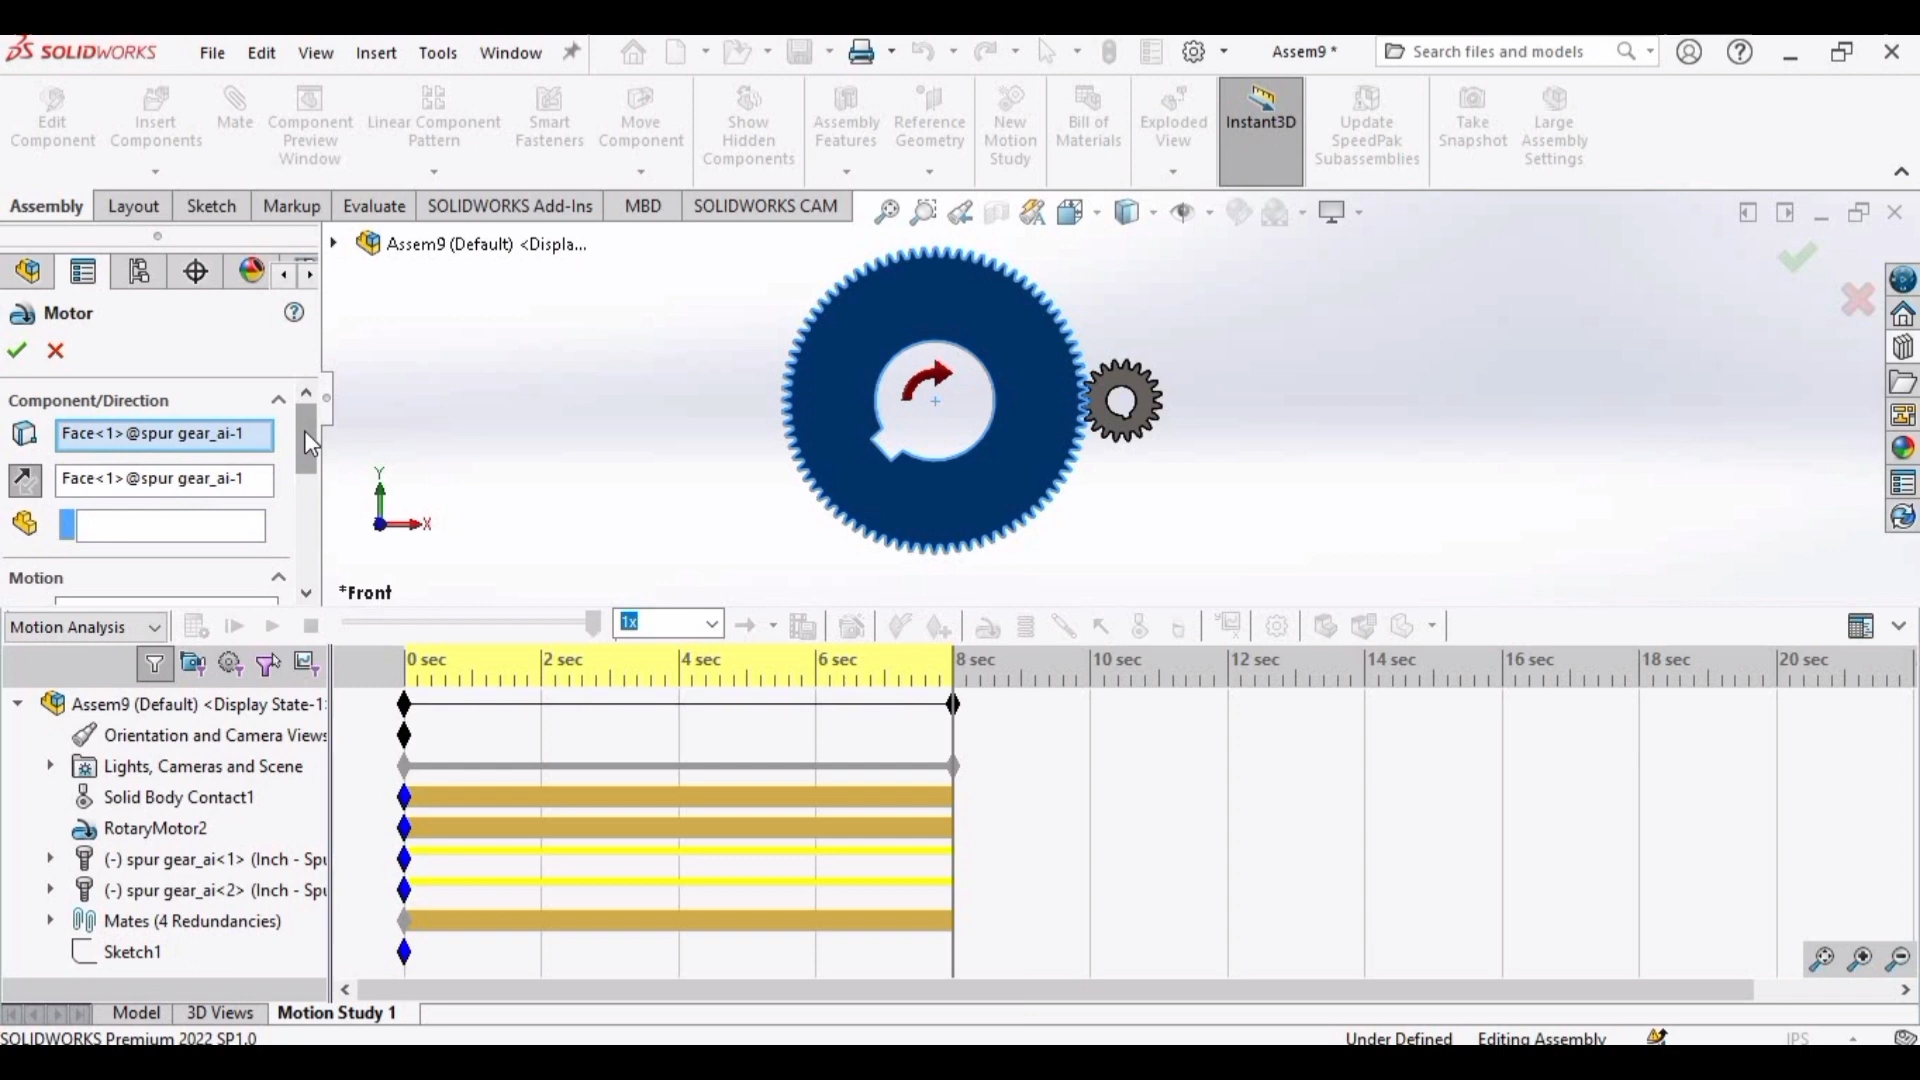 SOLIDWORKS File Edit View Insert Tools Window Assem9 * Search files and models
Edit Component
Insert Components
Mate
Component Preview Window
Linear Component Pattern
Smart Fasteners
Move Component
Show Hidden Components
Assembly Features
Reference Geometry
New Motion Study
Bill of Materials
Exploded View
Instant3D
Update SpeedPak Subassemblies
Take Snapshot
Large Assembly Settings
Assembly Layout Sketch Markup Evaluate SOLIDWORKS Add-Ins MBD SOLIDWORKS CAM
Assem9 (Default) <Displa...
Motor
Component/Direction
Face<1>@spur gear_ai-1
Face<1>@spur gear_ai-1
Motion
Y
X
*Front
Motion Analysis 1x
0 sec 2 sec 4 sec 6 sec 8 sec 10 sec 12 sec 14 sec 16 sec 18 sec 20 sec
Assem9 (Default) <Display State-1
Orientation and Camera Views
Lights, Cameras and Scene
Solid Body Contact1
RotaryMotor2
(-) spur gear_ai<1> (Inch - Spu
(-) spur gear_ai<2> (Inch - Spu
Mates (4 Redundancies)
Sketch1
Model 3D Views Motion Study 1
SOLIDWORKS Premium 2022 SP1.0 Under Defined Editing Assembly IPS